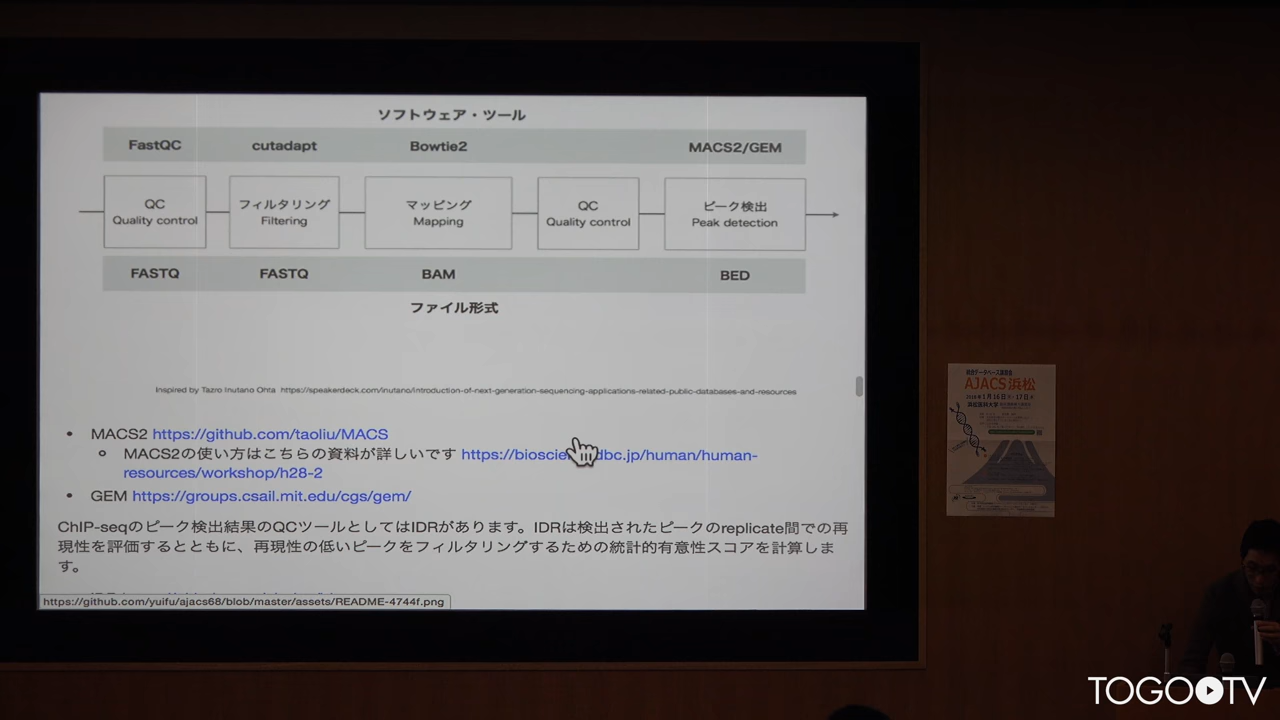 ソフトウェア・ツール
FastQC cutadapt Bowtie2 MACS2/GEM
QC フィルタリング マッピング QC ピーク検出
Quality control Filtering Mapping Quality control Peak detection
FASTQ FASTQ BAM BED
ファイル形式
Inspired by Tazro Inutano Ohta https://speakerdeck.com/inutano/introduction-of-next-generation-sequencing-applications-related-public-databases-and-resources
• MACS2 https://github.com/taoliu/MACS
MACS2の使い方はこちらの資料が詳しいです https://bioscien dbc.jp/human/human-
resources/workshop/h28-2
• GEM https://groups.csail.mit.edu/cgs/gem/
ChIP-seqのピーク検出結果のQCツールとしてはIDRがあります。IDRは検出されたピークのreplicate間での再
現性を評価するとともに、再現性の低いピークをフィルタリングするための統計的有意性スコアを計算しま
す。
https://github.com/yuifu/ajacs68/blob/master/assets/README-4744f.png
AJACS浜松
TOGO TV